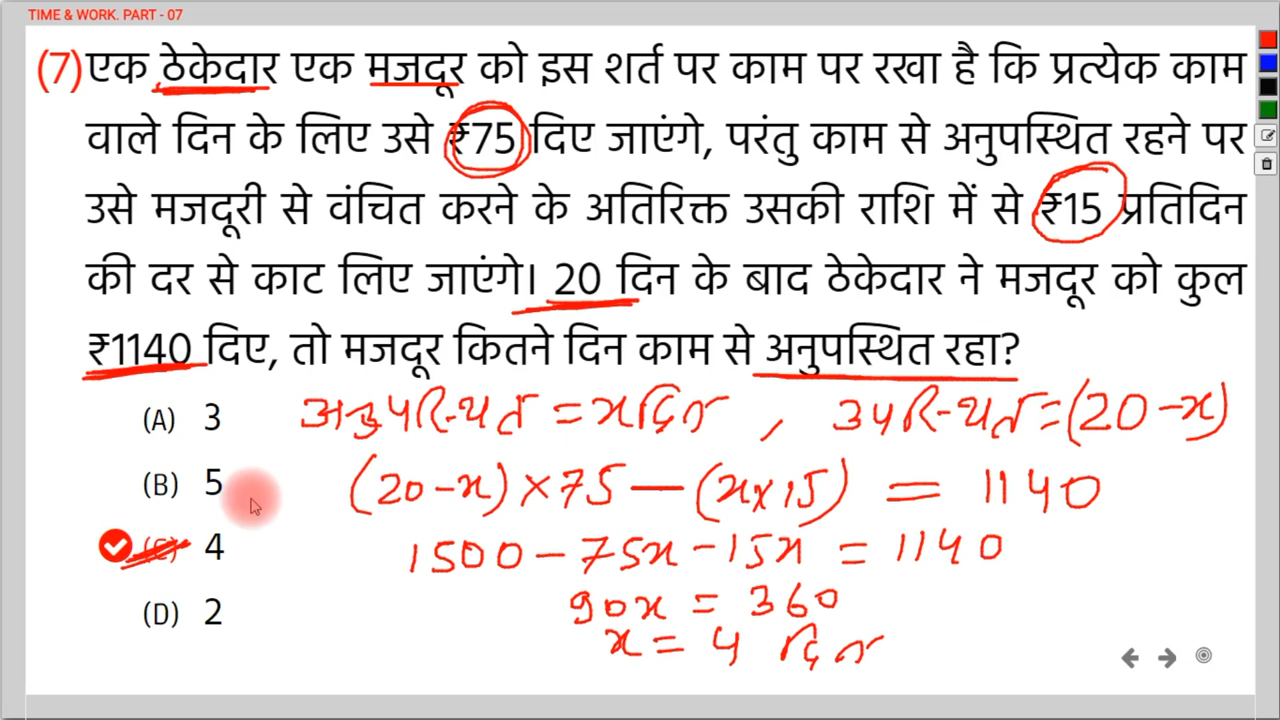 TIME & WORK. PART - 07
(7) एक ठेकेदार एक मजदूर को इस शर्त पर काम पर रखा है कि प्रत्येक काम
वाले दिन के लिए उसे ₹75 दिए जाएंगे, परंतु काम से अनुपस्थित रहने पर
उसे मजदूरी से वंचित करने के अतिरिक्त उसकी राशि में से ₹15 प्रतिदिन
की दर से काट लिए जाएंगे। 20 दिन के बाद ठेकेदार ने मजदूर को कुल
₹1140 दिए, तो मजदूर कितने दिन काम से अनुपस्थित रहा?
(A) 3
अनुपस्थित = x दिन , उपस्थित = (20 - x)
(B) 5
(20 - x) × 75 - (x × 15) = 1140
(C) 4
1500 - 75x - 15x = 1140
90x = 360
(D) 2
x = 4 दिन